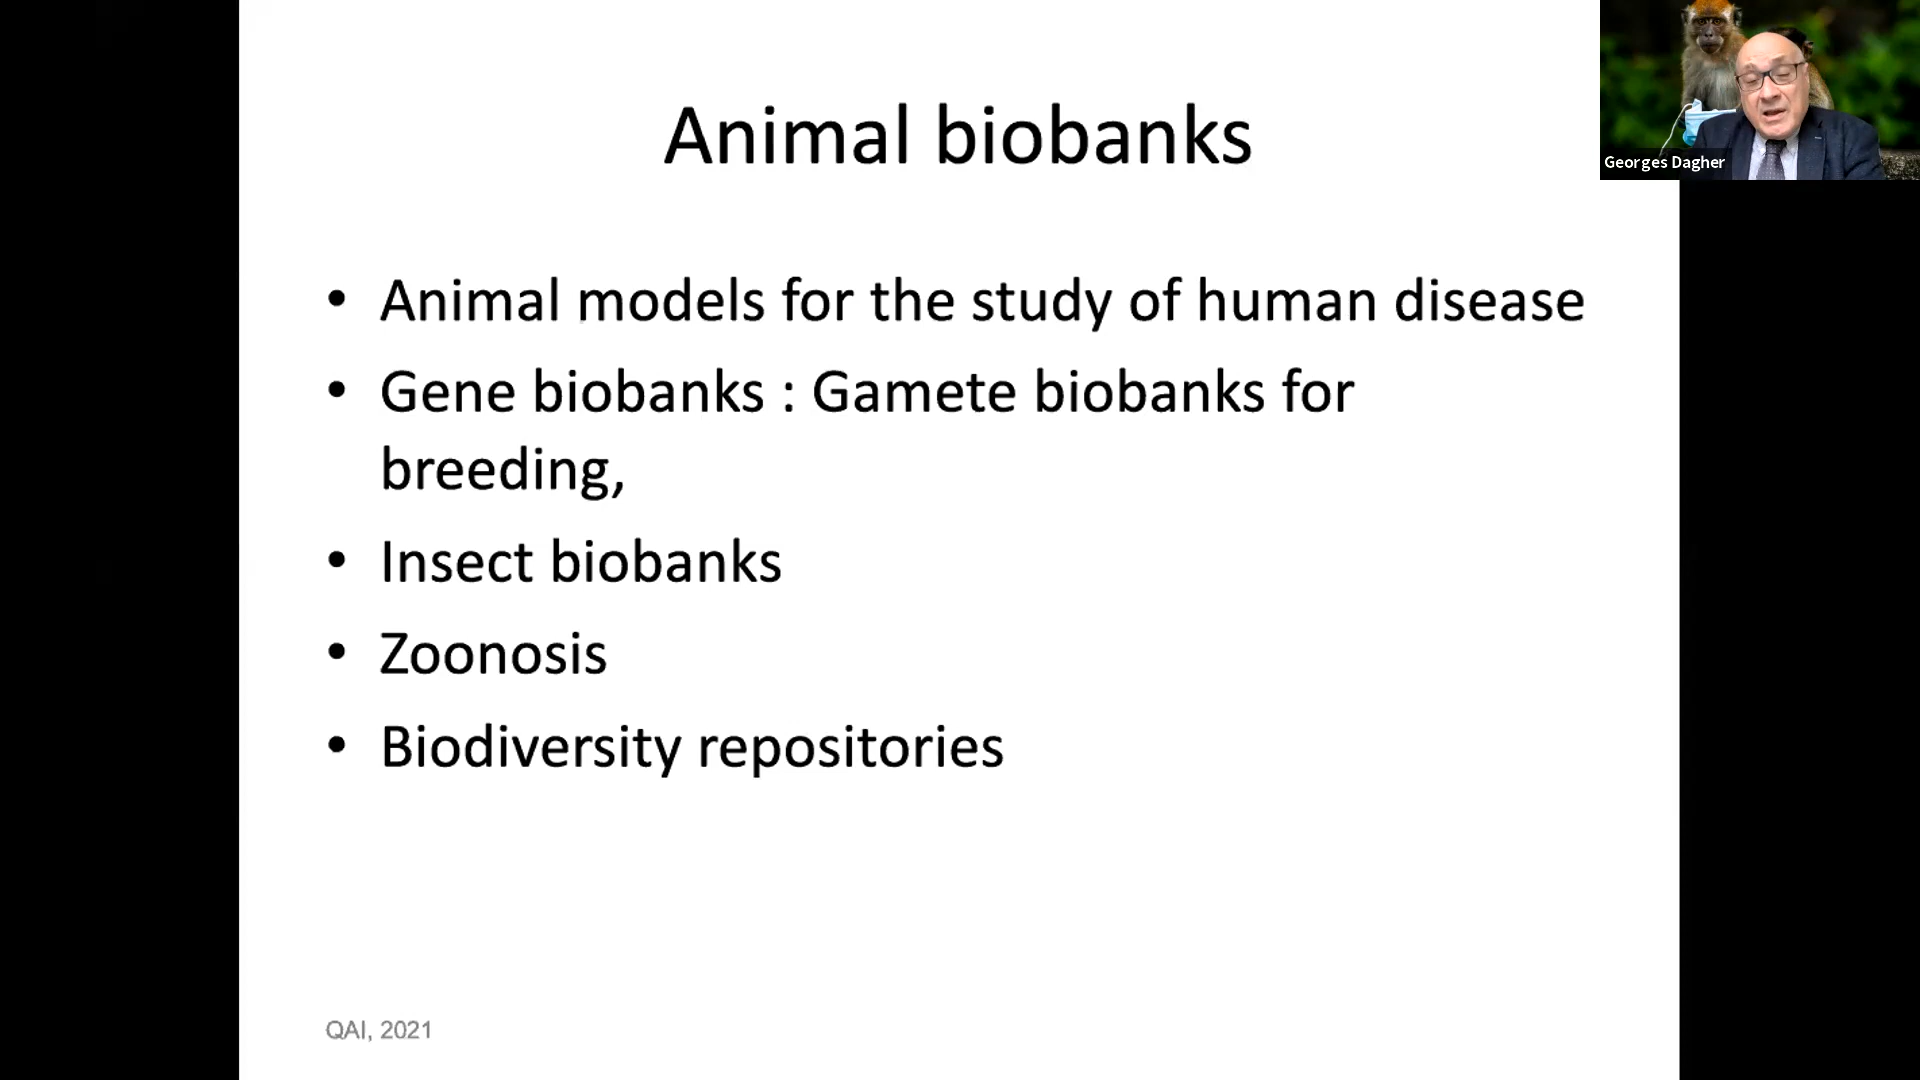 Animal biobanks
• Animal models for the study of human disease
• Gene biobanks : Gamete biobanks for
breeding,
• Insect biobanks
• Zoonosis
• Biodiversity repositories
QAI, 2021
Georges Dagher